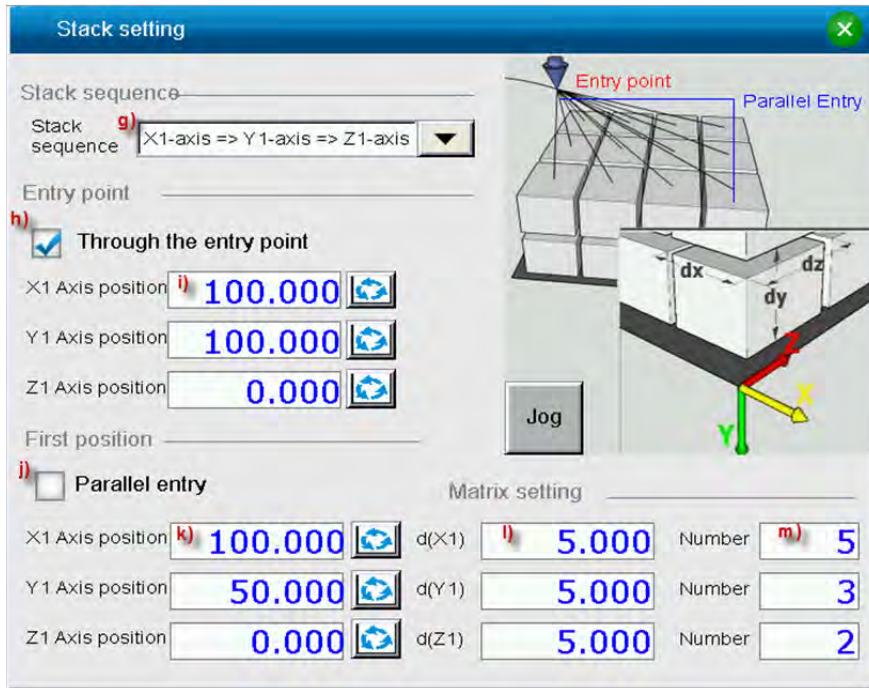 Stack setting
Stack sequence
Stack sequence g) X1-axis => Y1-axis => Z1-axis
Entry point
h) Through the entry point
X1 Axis position i) 100.000
Y1 Axis position 100.000
Z1 Axis position 0.000
Entry point
Parallel Entry
dx
dz
dy
Z
X
Y
Jog
First position
j) Parallel entry
Matrix setting
X1 Axis position k) 100.000 d(X1) l) 5.000 Number m) 5
Y1 Axis position 50.000 d(Y1) 5.000 Number 3
Z1 Axis position 0.000 d(Z1) 5.000 Number 2